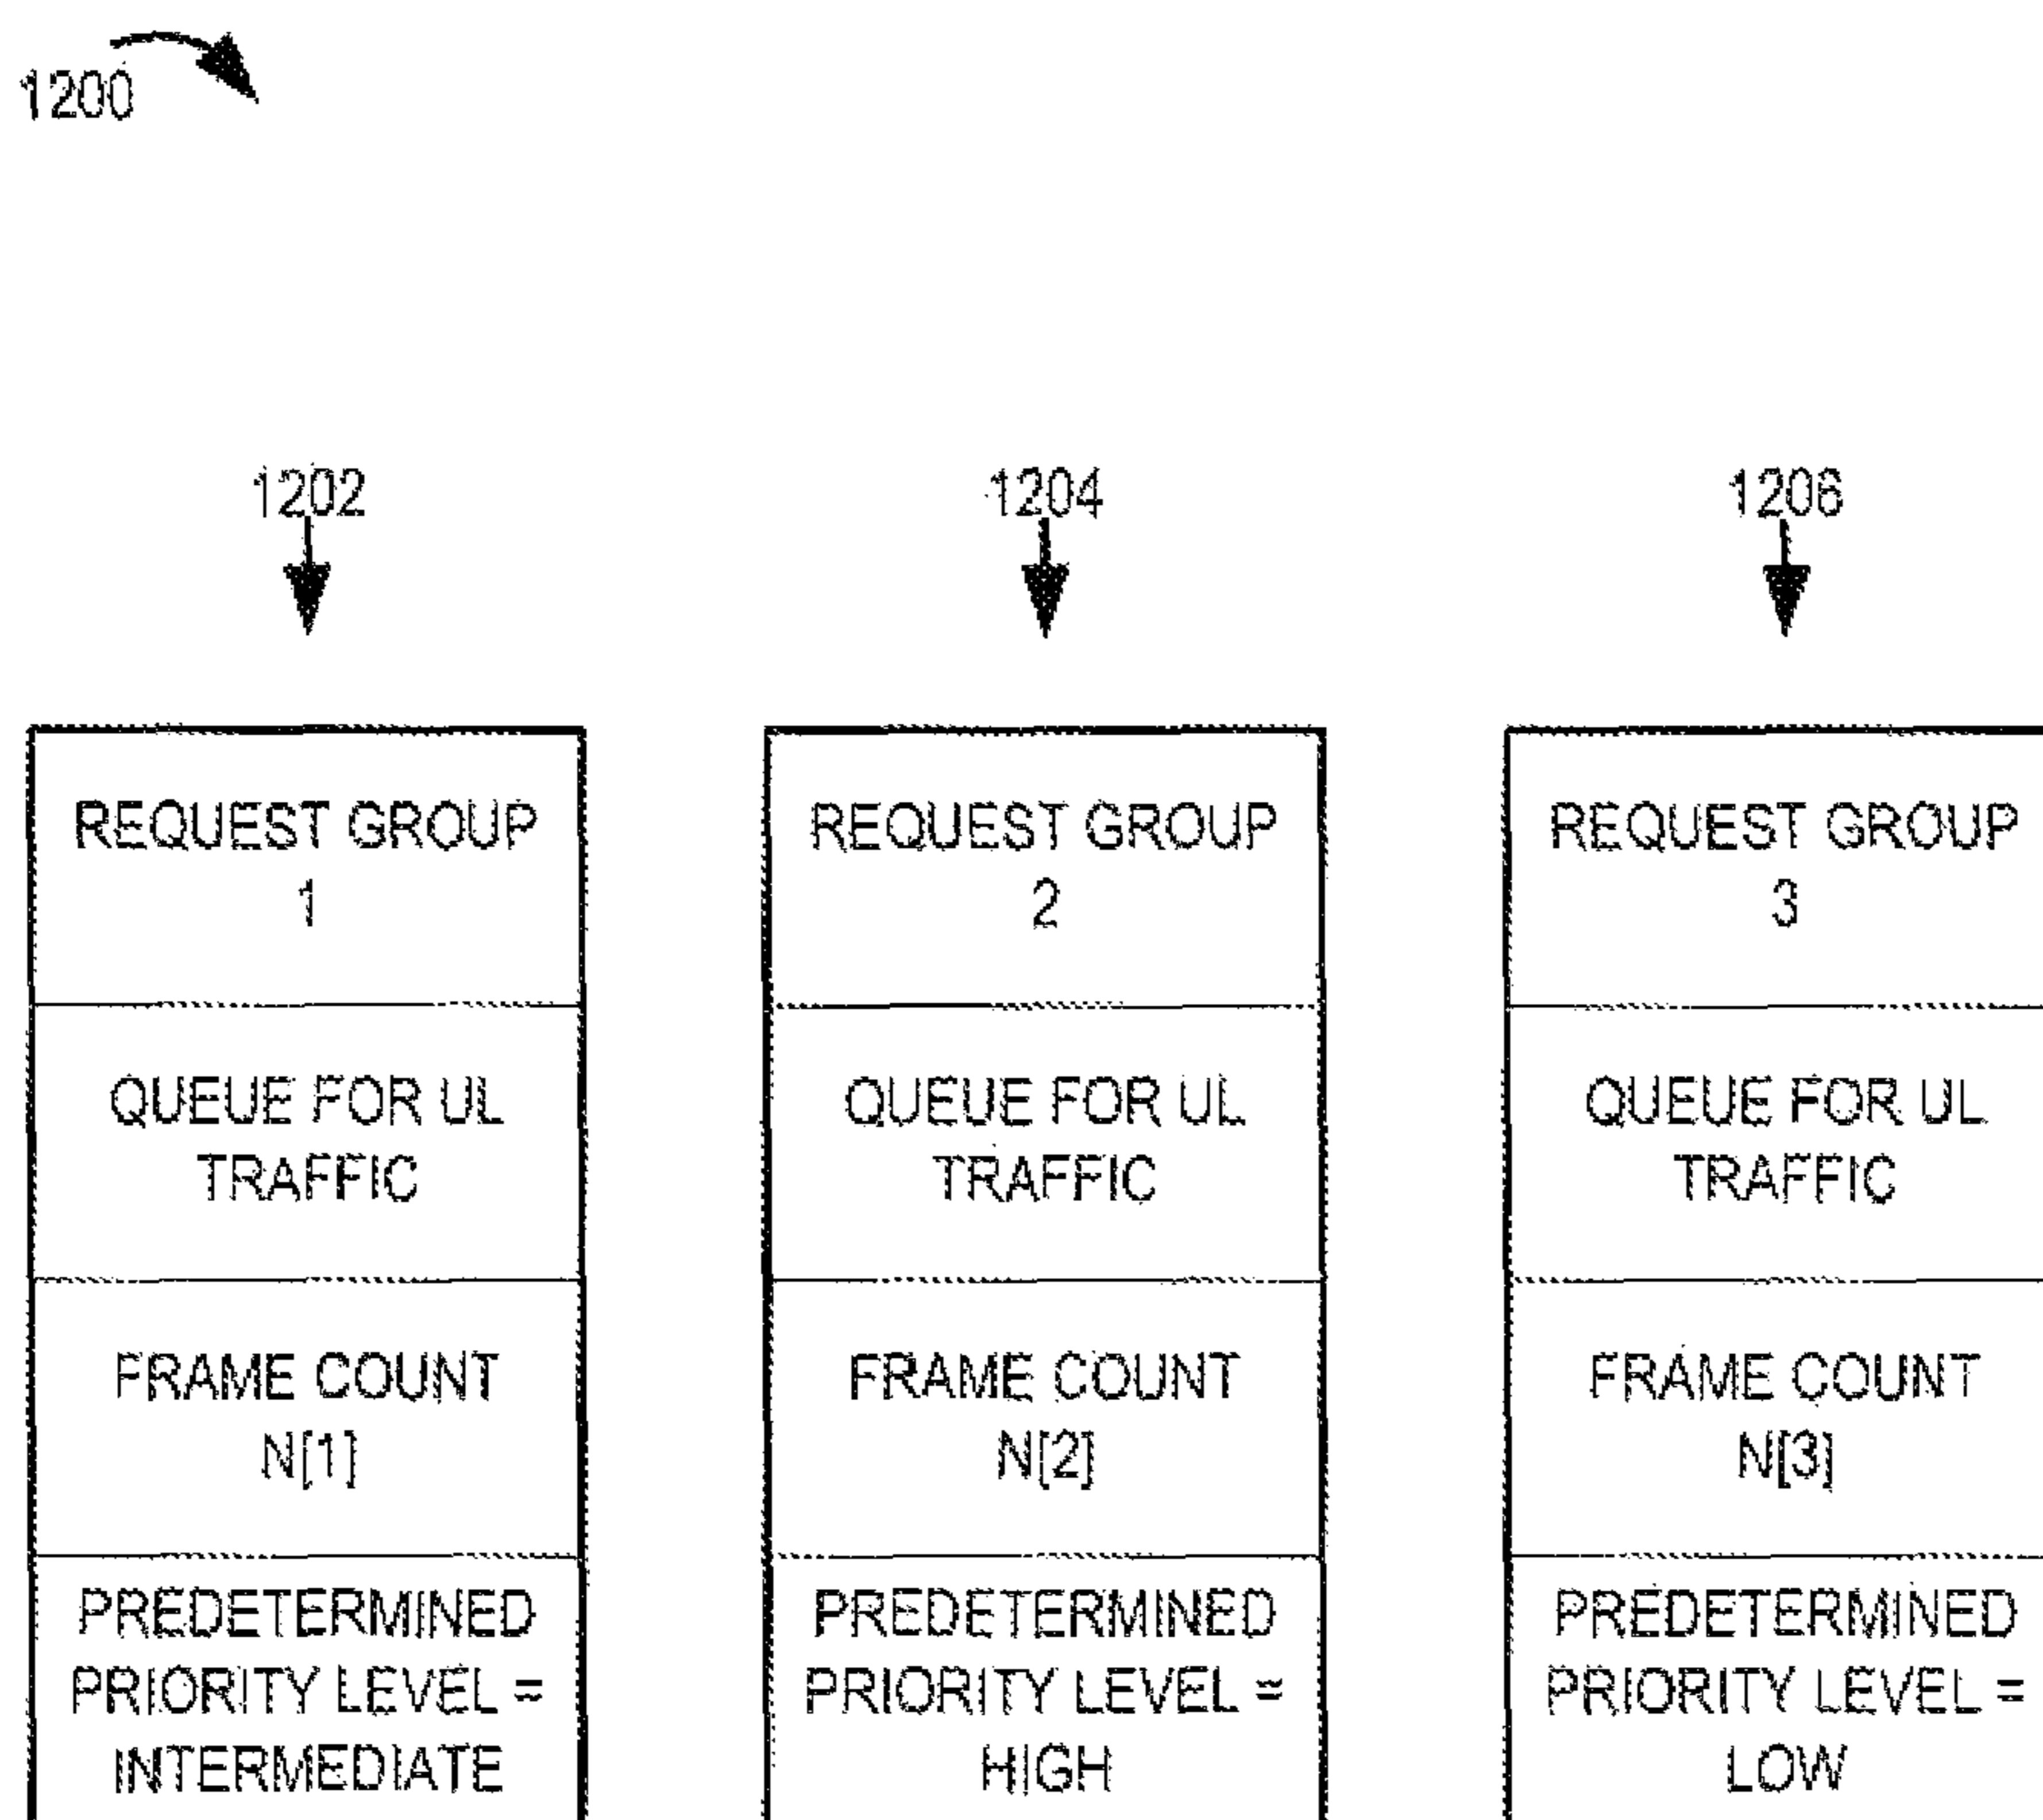 1200
1202
1204
1206
REQUEST GROUP
1
QUEUE FOR UL
TRAFFIC
FRAME COUNT
N[1]
PREDETERMINED
PRIORITY LEVEL =
INTERMEDIATE
REQUEST GROUP
2
QUEUE FOR UL
TRAFFIC
FRAME COUNT
N[2]
PREDETERMINED
PRIORITY LEVEL =
HIGH
REQUEST GROUP
3
QUEUE FOR UL
TRAFFIC
FRAME COUNT
N[3]
PREDETERMINED
PRIORITY LEVEL =
LOW